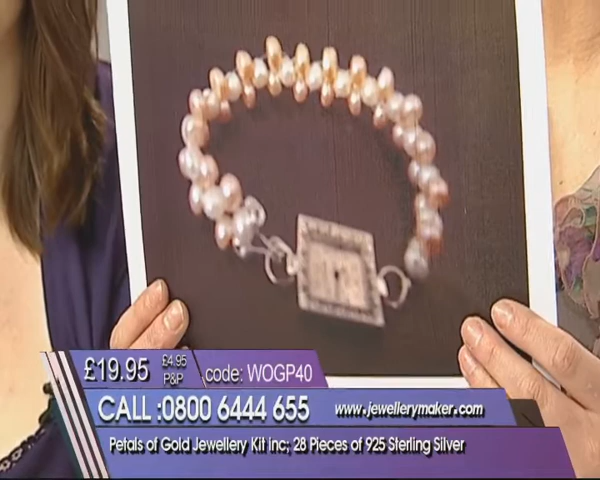 £19.95 £4.95 P&P code: WOGP40
CALL :0800 6444 655 www.jewellerymaker.com
Petals of Gold Jewellery Kit inc; 28 Pieces of 925 Sterling Silver